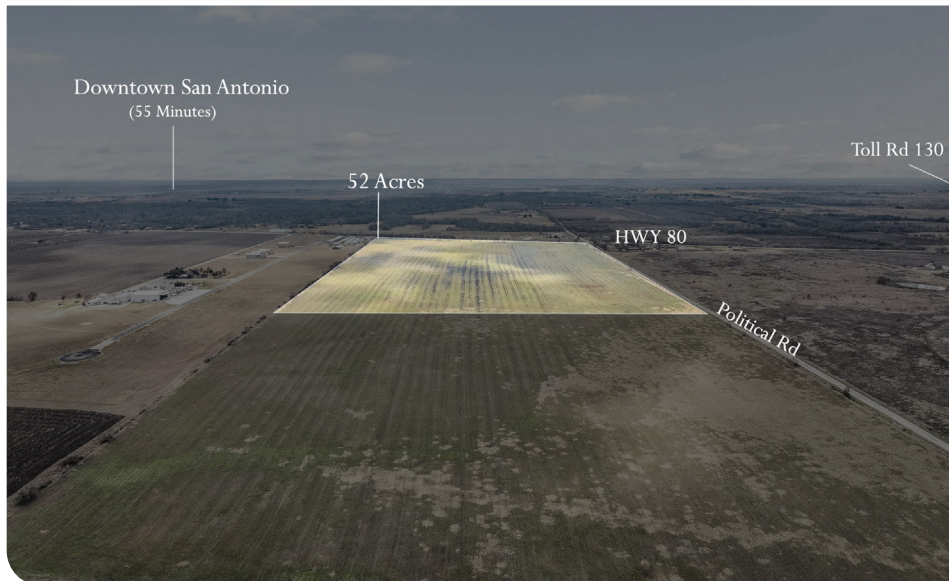 Downtown San Antonio
(55 Minutes)
Toll Rd 130
52 Acres
HWY 80
Political Rd